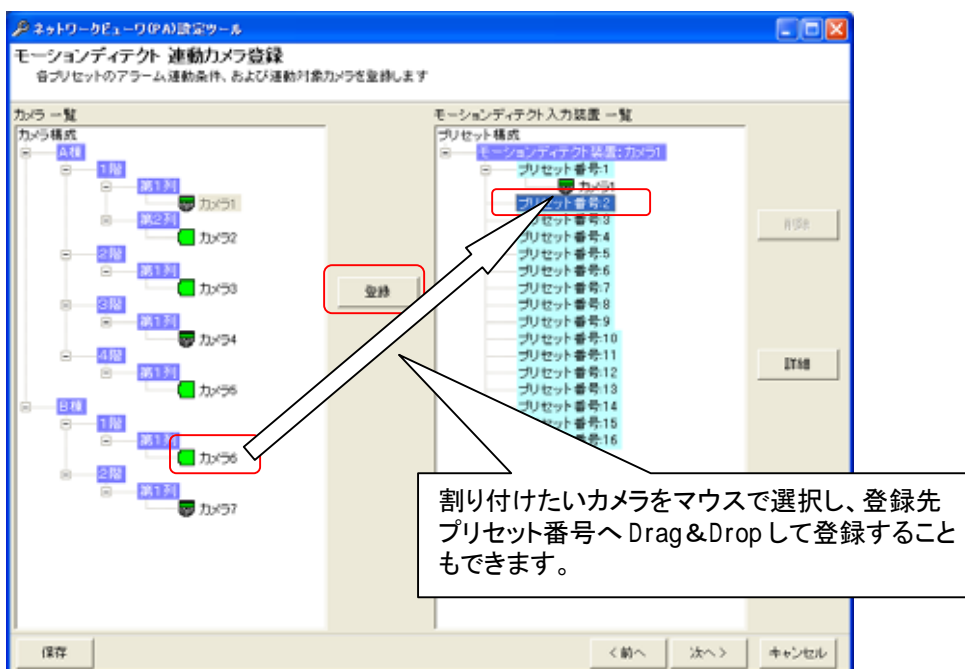 ネットワークビューワ(PA)設定ツール
モーションディテクト 連動カメラ登録
各プリセットのアラーム連動条件、および連動対象カメラを登録します
カメラ 一覧
カメラ構成
A棟
1階
第1列
カメラ1
第2列
カメラ2
2階
第1列
カメラ3
3階
第1列
カメラ4
4階
第1列
カメラ5
B棟
1階
第1列
カメラ6
2階
第1列
カメラ7
登録
モーションディテクト入力装置 一覧
プリセット構成
モーションディテクト装置:カメラ1
プリセット番号:1
カメラ1
プリセット番号:2
プリセット番号:3
プリセット番号:4
プリセット番号:5
プリセット番号:6
プリセット番号:7
プリセット番号:8
プリセット番号:9
プリセット番号:10
プリセット番号:11
プリセット番号:12
プリセット番号:13
プリセット番号:14
プリセット番号:15
番号:16
削除
詳細
割り付けたいカメラをマウスで選択し、登録先
プリセット番号へ Drag&Drop して登録すること
もできます。
保存
< 前へ
次へ >
キャンセル